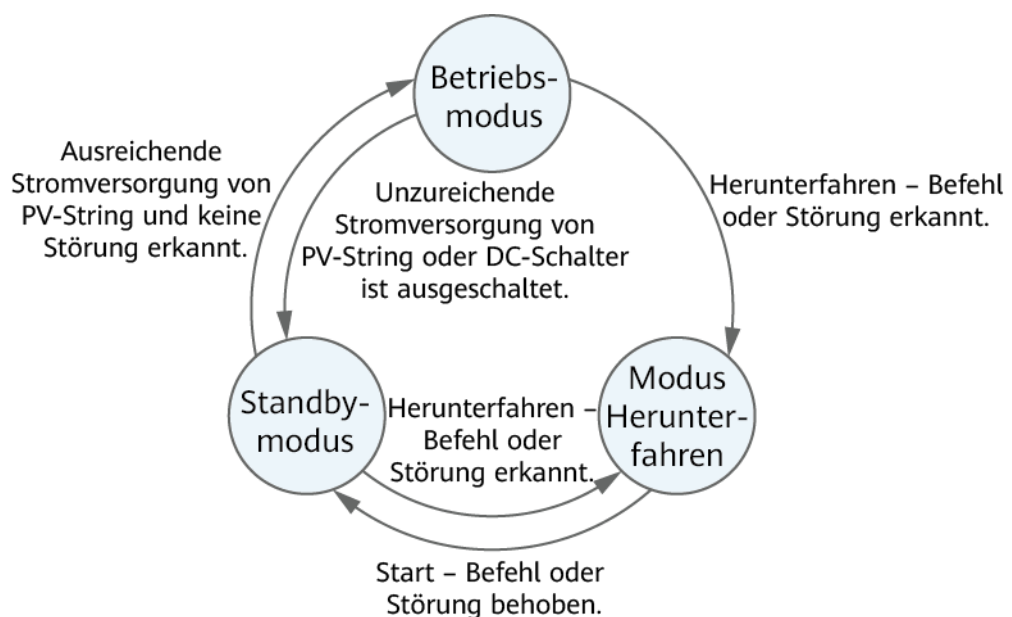 Betriebs-
modus
Ausreichende
Stromversorgung von
PV-String und keine
Störung erkannt.
Unzureichende
Stromversorgung von
PV-String oder DC-Schalter
ist ausgeschaltet.
Herunterfahren – Befehl
oder Störung erkannt.
Standby-
modus
Herunterfahren –
Befehl oder
Störung erkannt.
Modus
Herunter-
fahren
Start – Befehl oder
Störung behoben.